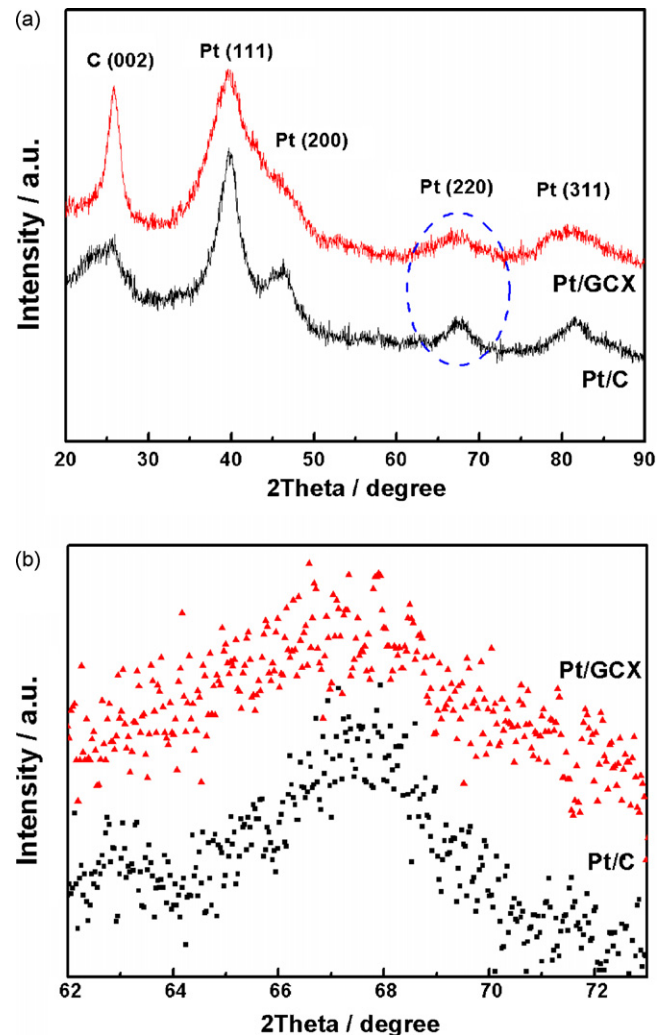 (a)
C (002)
Pt (111)
Pt (200)
Pt (220)
Pt (311)
Pt/GCX
Pt/C
Intensity / a.u.
20 30 40 50 60 70 80 90
2Theta / degree
(b)
Pt/GCX
Pt/C
Intensity / a.u.
62 64 66 68 70 72
2Theta / degree